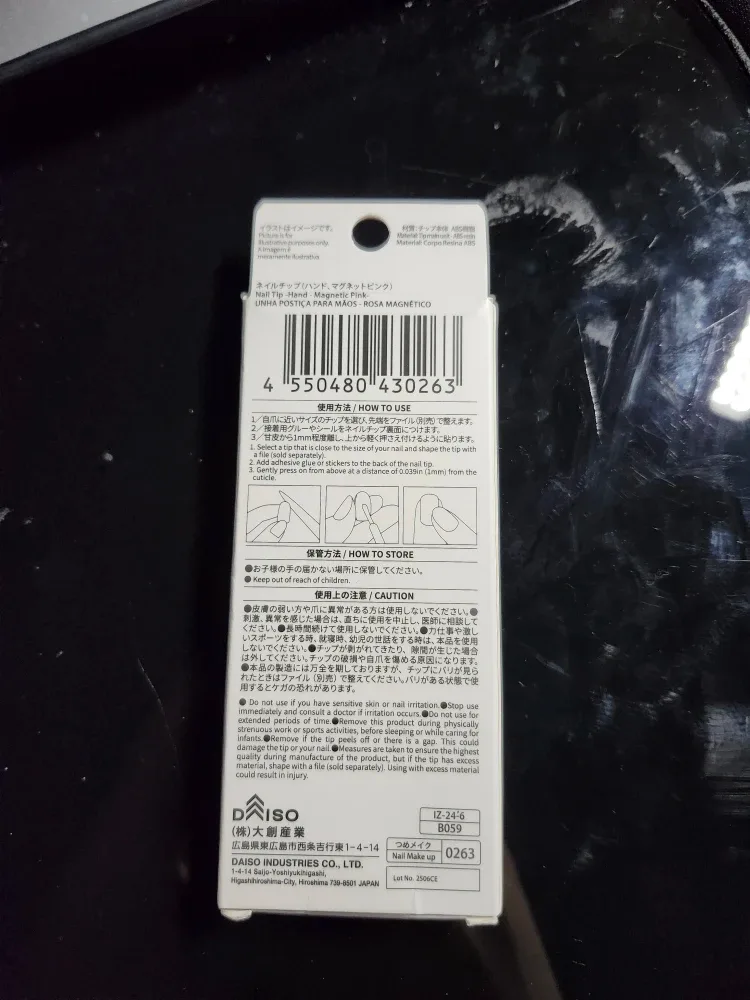 イラストはイメージです。
Picture is for
illustrative purposes only.
A imagem é
meramente ilustrativa.
材質:チップ本体 ABS樹脂
Material: Tip material - ABS resin
Material: Corpo Resina ABS
ネイルチップ(ハンド、マグネットピンク)
Nail Tip -Hand - Magnetic Pink-
UNHA POSTIÇA PARA MÃOS - ROSA MAGNÉTICO
4 550480 430263
使用方法 / HOW TO USE
1/自爪に近いサイズのチップを選び、先端をファイル(別売)で整えます。
2/接着用グルーやシールをネイルチップ裏面につけます。
3/甘皮から1mm程度離し、上から軽く押さえ付けるように貼ります。
1. Select a tip that is close to the size of your nail and shape the tip with
a file (sold separately).
2. Add adhesive glue or stickers to the back of the nail tip.
3. Gently press on from above at a distance of 0.039in (1mm) from the
cuticle.
保管方法 / HOW TO STORE
●お子様の手の届かない場所に保管してください。
● Keep out of reach of children.
使用上の注意 / CAUTION
●皮膚の弱い方や爪に異常がある方は使用しないでください。●
刺激、異常を感じた場合は、直ちに使用を中止し、医師に相談して
ください。●長時間続けて使用しないでください。●力仕事や激し
いスポーツをする時、就寝時、幼児の世話をする時は、本品を使用
しないでください。●チップが剥がれてきたり、隙間が生じた場合
は外してください。チップの破損や自爪を傷める原因になります。
●本品の製造には万全を期しておりますが、チップにバリが見ら
れたときはファイル(別売)で整えてください。バリがある状態で使
用するとケガの恐れがあります。
● Do not use if you have sensitive skin or nail irritation.●Stop use
immediately and consult a doctor if irritation occurs.●Do not use for
extended periods of time.●Remove this product during physically
strenuous work or sports activities, before sleeping or while caring for
infants.●Remove if the tip peels off or there is a gap. This could
damage the tip or your nail.●Measures are taken to ensure the highest
quality during manufacture of the product, but if the tip has excess
material, shape with a file (sold separately). Using with excess material
could result in injury.
DAISO
(株)大創産業
広島県東広島市西条吉行東1-4-14
DAISO INDUSTRIES CO., LTD.
1-4-14 Saijo-Yoshiyukihigashi,
Higashihiroshima-City, Hiroshima 739-8501 JAPAN
IZ-24-6
B059
つめメイク
Nail Make up
0263
Lot No. 2506CE